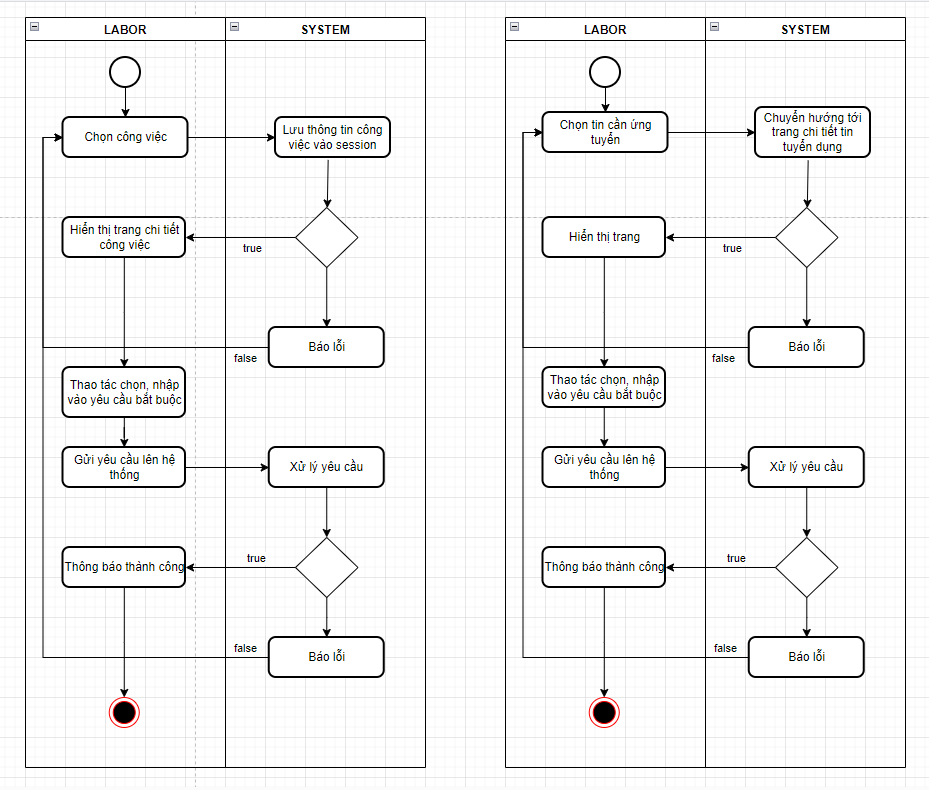 LABOR
SYSTEM
Chọn công việc
Lưu thông tin công
việc vào session
Hiển thị trang chi tiết
công việc
true
Báo lỗi
false
Thao tác chọn, nhập
vào yêu cầu bắt buộc
Gửi yêu cầu lên hệ
thống
Xử lý yêu cầu
Thông báo thành công
true
false
Báo lỗi
LABOR
SYSTEM
Chọn tin cần ứng
tuyển
Chuyển hướng tới
trang chi tiết tin
tuyển dụng
Hiển thị trang
true
Báo lỗi
false
Thao tác chọn, nhập
vào yêu cầu bắt buộc
Gửi yêu cầu lên hệ
thống
Xử lý yêu cầu
Thông báo thành công
true
false
Báo lỗi